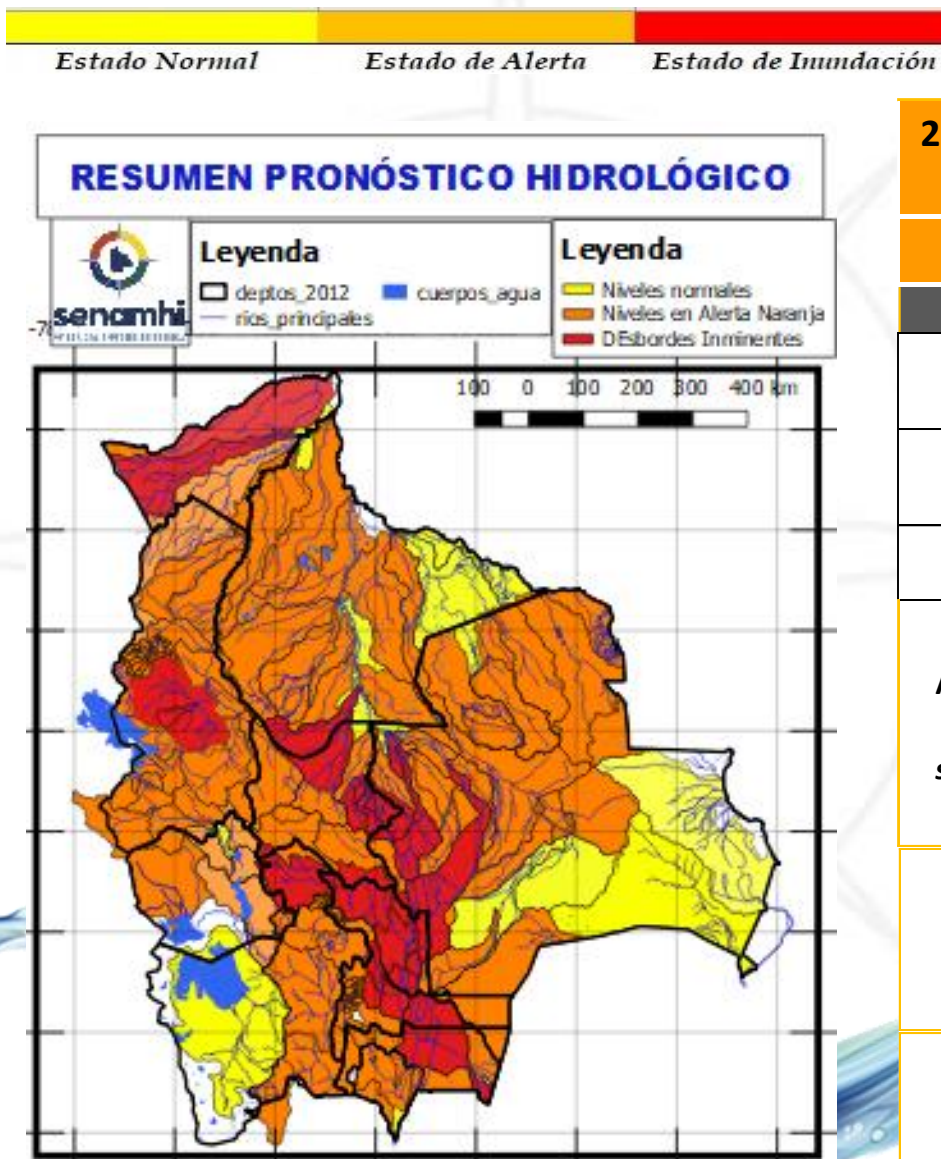 Estado Normal Estado de Alerta Estado de Inundación
2
RESUMEN PRONÓSTICO HIDROLÓGICO
senamhi
Leyenda
deptos_2012 cuerpos_agua
rios_principales
Leyenda
Niveles normales
Niveles en Alerta Naranja
DEsbordes Inminentes
-7
100 0 100 200 300 400 km